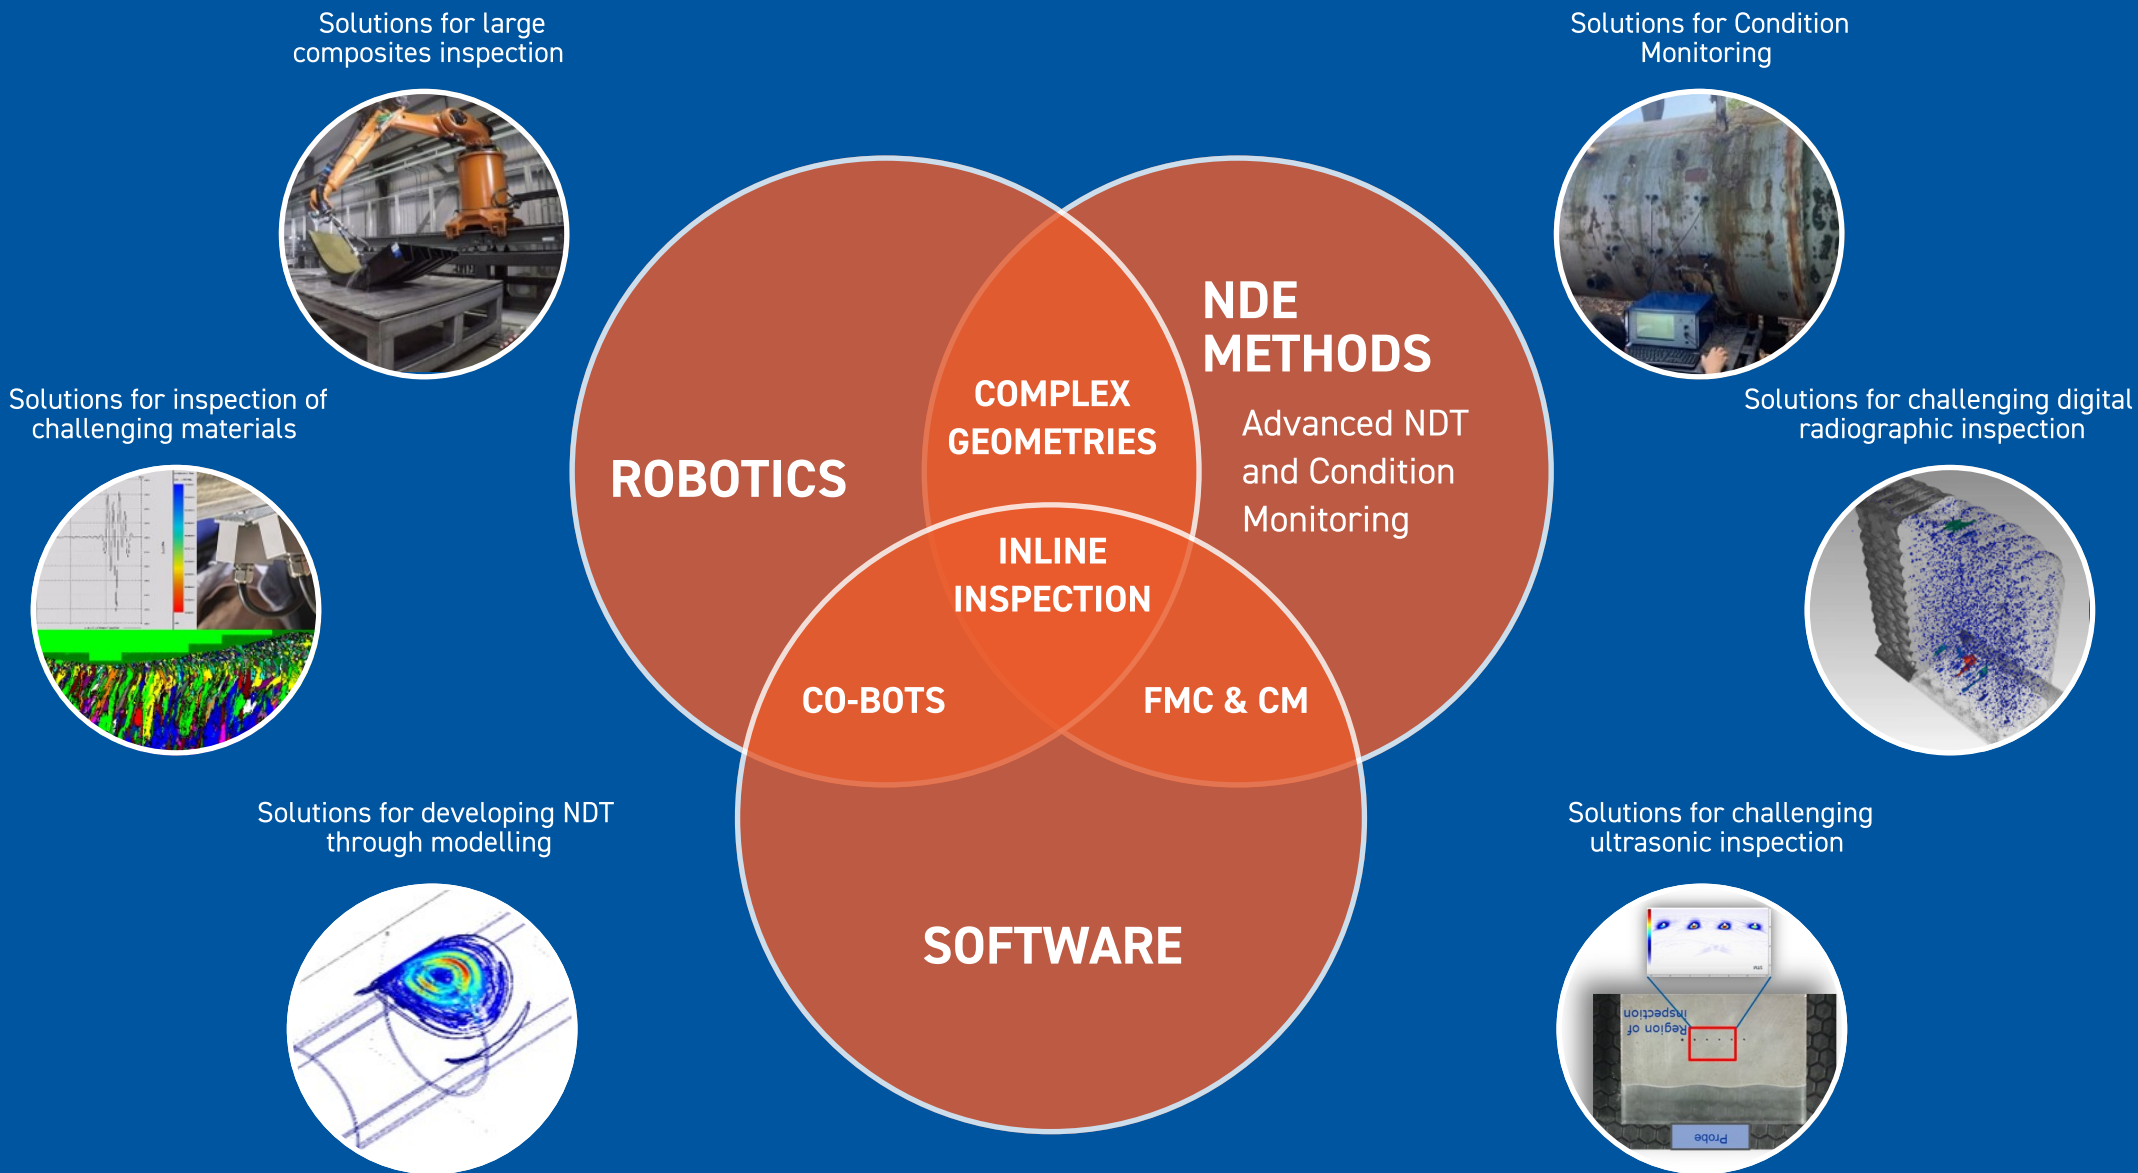 Solutions for large
composites inspection
Solutions for Condition
Monitoring
Solutions for inspection of
challenging materials
Solutions for challenging digital
radiographic inspection
NDE
METHODS
Advanced NDT
and Condition
Monitoring
COMPLEX
GEOMETRIES
ROBOTICS
INLINE
INSPECTION
CO-BOTS
FMC & CM
SOFTWARE
Solutions for developing NDT
through modelling
Solutions for challenging
ultrasonic inspection
Region of
inspection
Probe